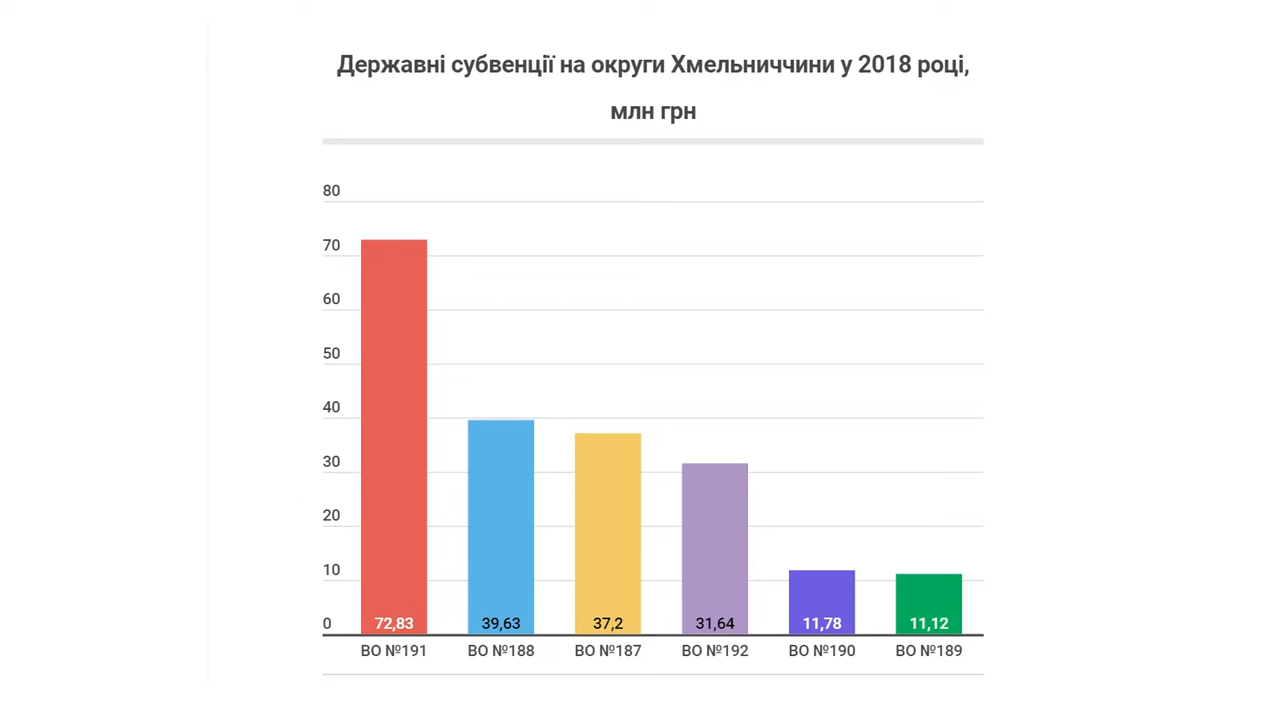 Державні субвенції на округи Хмельниччини у 2018 році,
млн грн
80
70
60
50
40
30
20
10
0
72,83 39,63 37,2 31,64 11,78 11,12
ВО №191 ВО №188 ВО №187 ВО №192 ВО №190 ВО №189